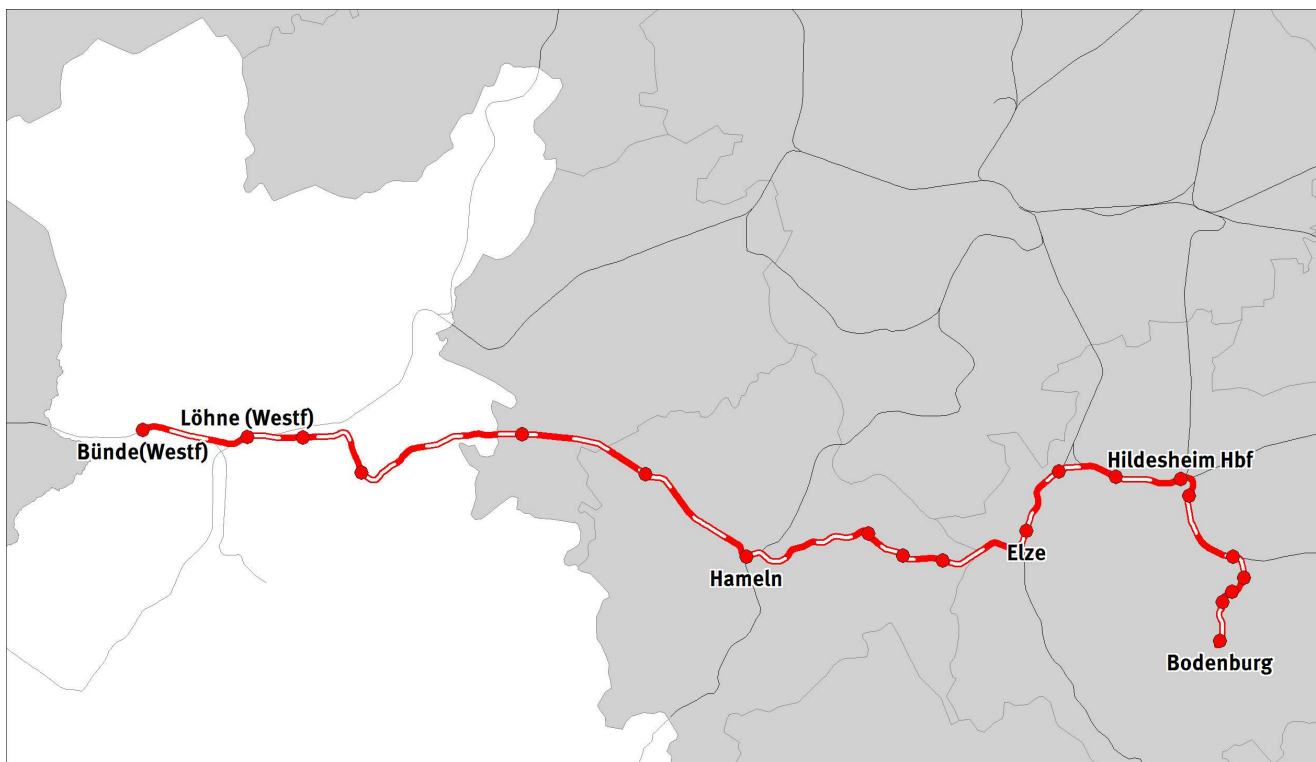 Löhne (Westf)
Bünde(Westf)
Hildesheim Hbf
Elze
Hameln
Bodenburg